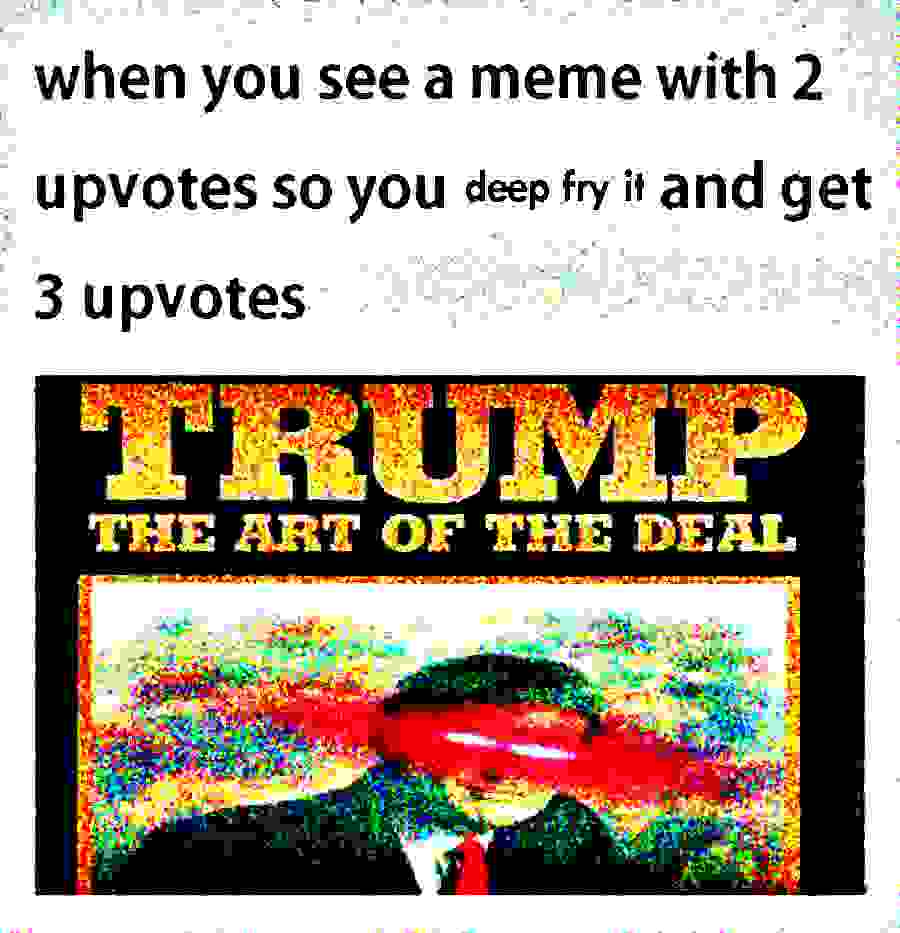 when you see a meme with 2
upvotes so you deep fry it and get
3 upvotes
TRUMP
THE ART OF THE DEAL